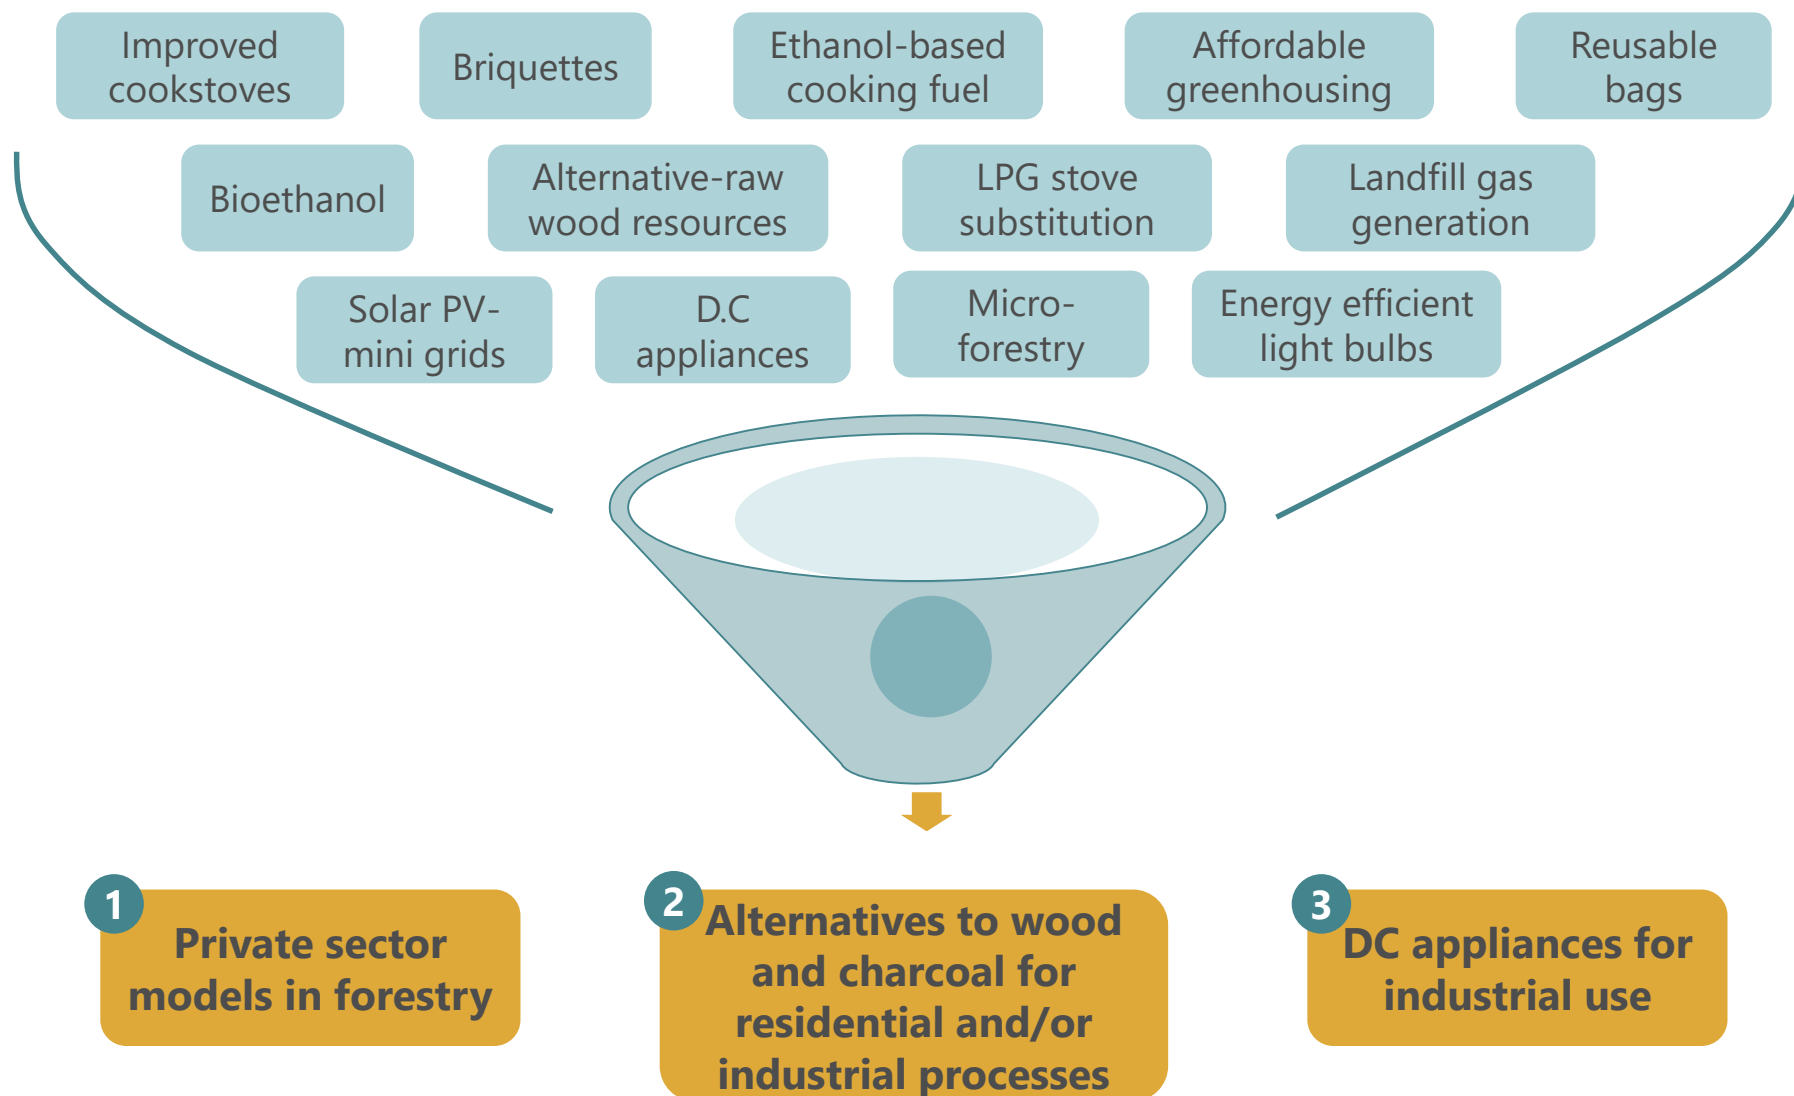 Improved
cookstoves
Briquettes
Ethanol-based
cooking fuel
Affordable
greenhousing
Reusable
bags
Bioethanol
Alternative-raw
wood resources
LPG stove
substitution
Landfill gas
generation
Solar PV-
mini grids
D.C
appliances
Micro-
forestry
Energy efficient
light bulbs
1
Private sector
models in forestry
2
Alternatives to wood
and charcoal for
residential and/or
industrial processes
3
DC appliances for
industrial use